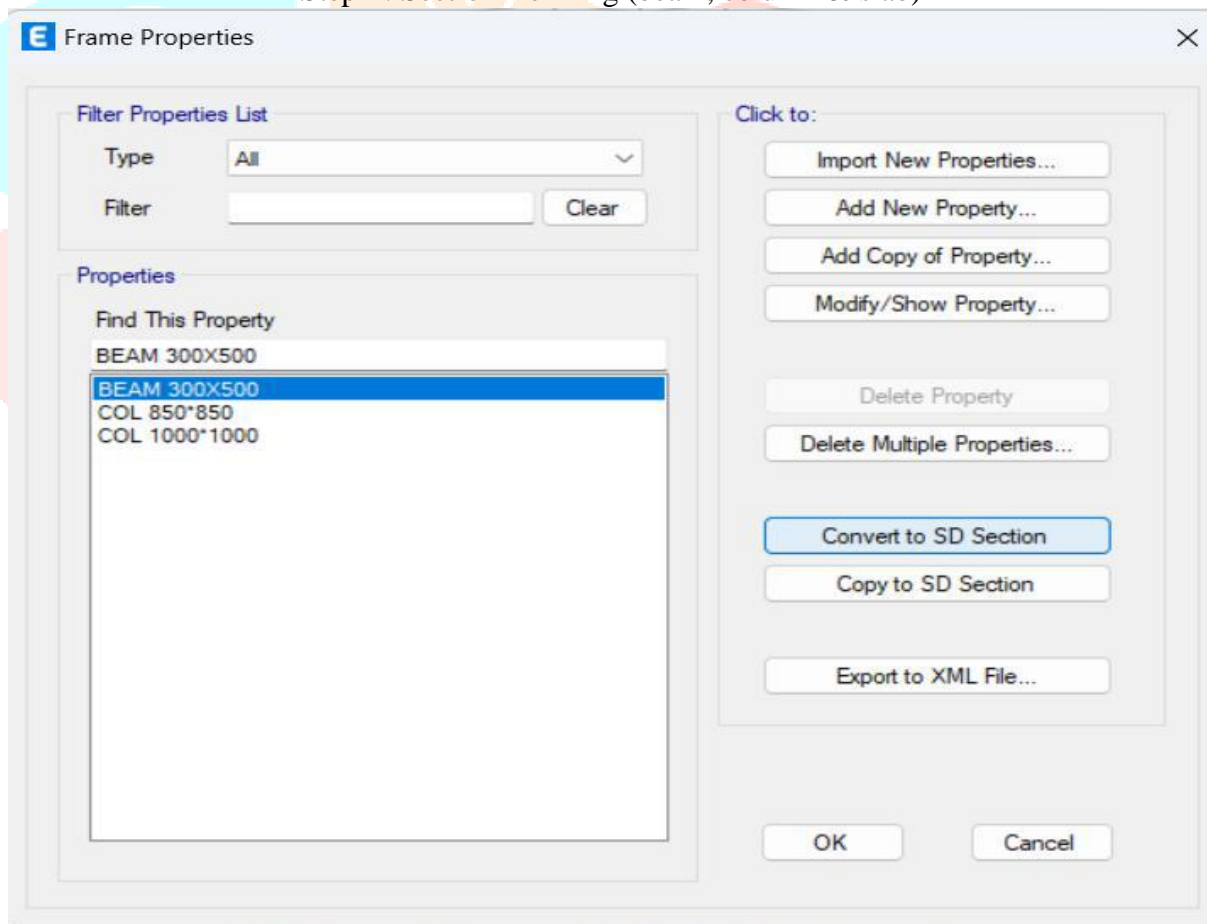 Frame Properties
Filter Properties List
Type All
Filter Clear
Properties
Find This Property
BEAM 300X500
BEAM 300X500
COL 850*850
COL 1000*1000
Click to:
Import New Properties...
Add New Property...
Add Copy of Property...
Modify/Show Property...
Delete Property
Delete Multiple Properties...
Convert to SD Section
Copy to SD Section
Export to XML File...
OK Cancel